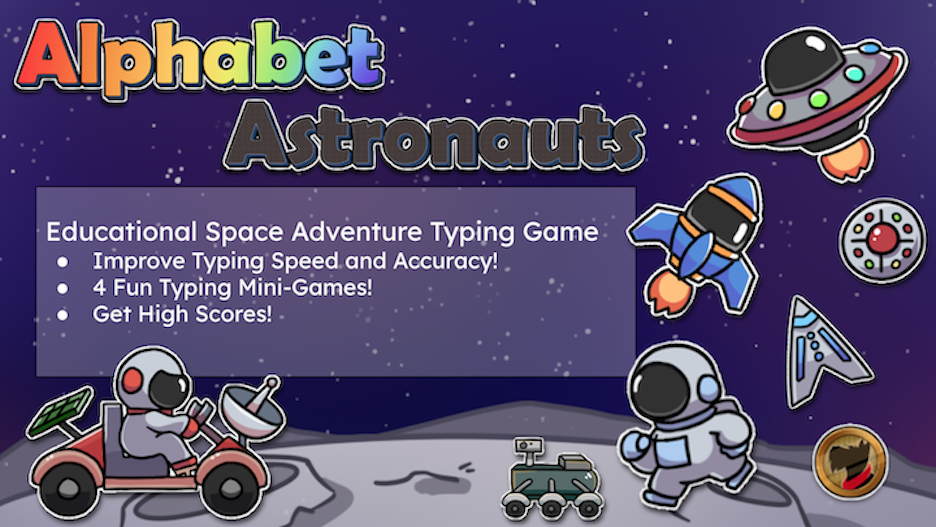 Alphabet
Astronauts
Educational Space Adventure Typing Game
● Improve Typing Speed and Accuracy!
● 4 Fun Typing Mini-Games!
● Get High Scores!